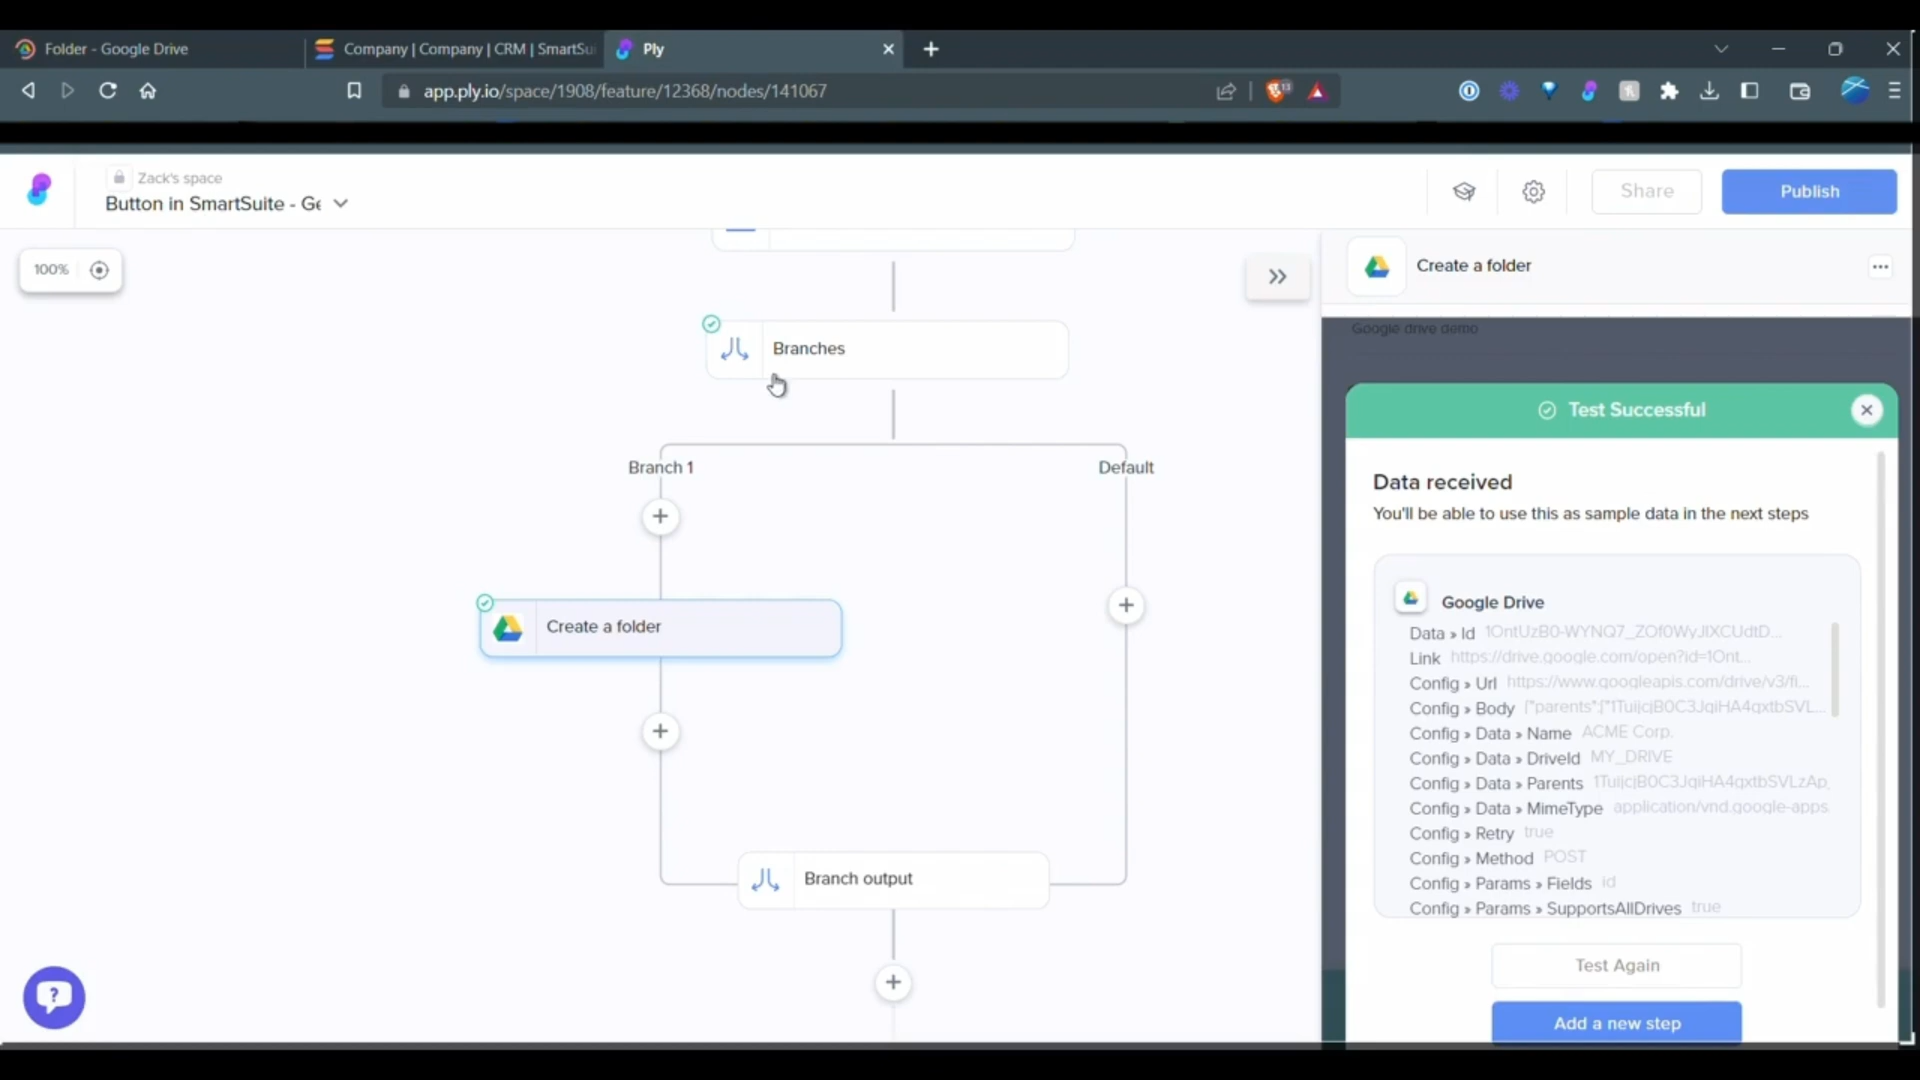 Folder - Google Drive
Company | Company | CRM | SmartSui
Ply
app.ply.io/space/1908/feature/12368/nodes/141067
Zack's space
Button in SmartSuite - Ge
Share
Publish
100%
Create a folder
Google drive demo
Branches
Test Successful
Branch 1
Default
Data received
You'll be able to use this as sample data in the next steps
Google Drive
Create a folder
Data » Id
Link https://drive.google.com/open?id=1Ont...
Config » Url https://www.googleapis.com/drive/v3/fi...
Config » Body
Config » Data » Name ACME Corp.
Config » Data » DriveId MY_DRIVE
Config » Data » Parents
Config » Data » MimeType application/vnd.google-apps
Config » Retry true
Config » Method POST
Config » Params » Fields id
Config » Params » SupportsAllDrives true
Branch output
Test Again
Add a new step